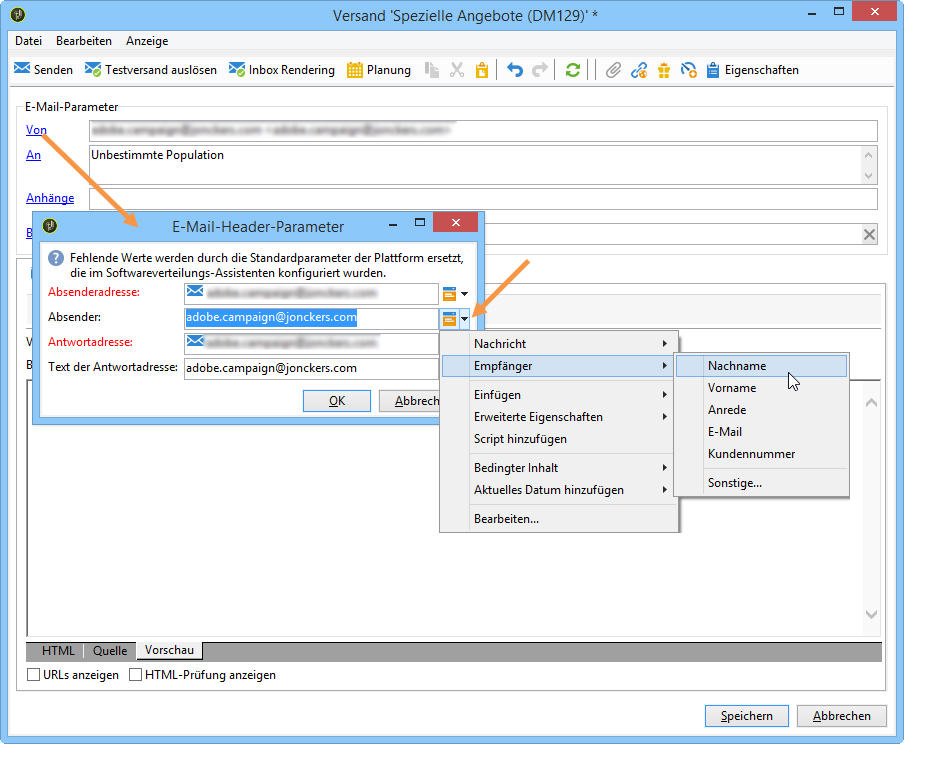 Versand 'Spezielle Angebote (DM129)' *
Datei Bearbeiten Anzeige
Senden Testversand auslösen Inbox Rendering Planung Eigenschaften
E-Mail-Parameter
Von
An Unbestimmte Population
Anhänge
E-Mail-Header-Parameter
Fehlende Werte werden durch die Standardparameter der Plattform ersetzt,
die im Softwareverteilungs-Assistenten konfiguriert wurden.
Absenderadresse:
Absender: adobe.campaign@jonckers.com
Antwortadresse:
Text der Antwortadresse: adobe.campaign@jonckers.com
OK Abbrech
Nachricht
Empfänger
Einfügen
Erweiterte Eigenschaften
Script hinzufügen
Bedingter Inhalt
Aktuelles Datum hinzufügen
Bearbeiten...
Nachname
Vorname
Anrede
E-Mail
Kundennummer
Sonstige...
HTML Quelle Vorschau
URLs anzeigen HTML-Prüfung anzeigen
Speichern Abbrechen